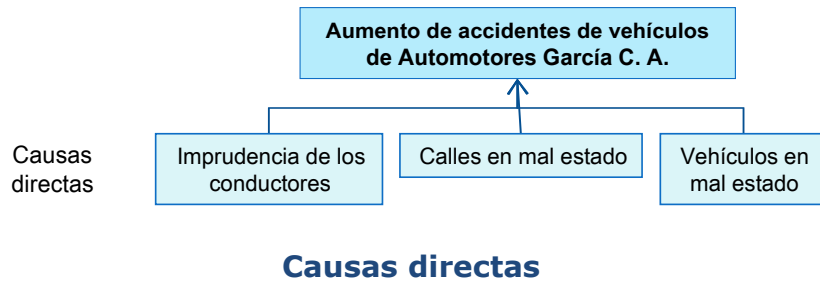 Aumento de accidentes de vehículos
de Automotores García C. A.
Causas
directas
Imprudencia de los
conductores
Calles en mal estado
Vehículos en
mal estado
Causas directas